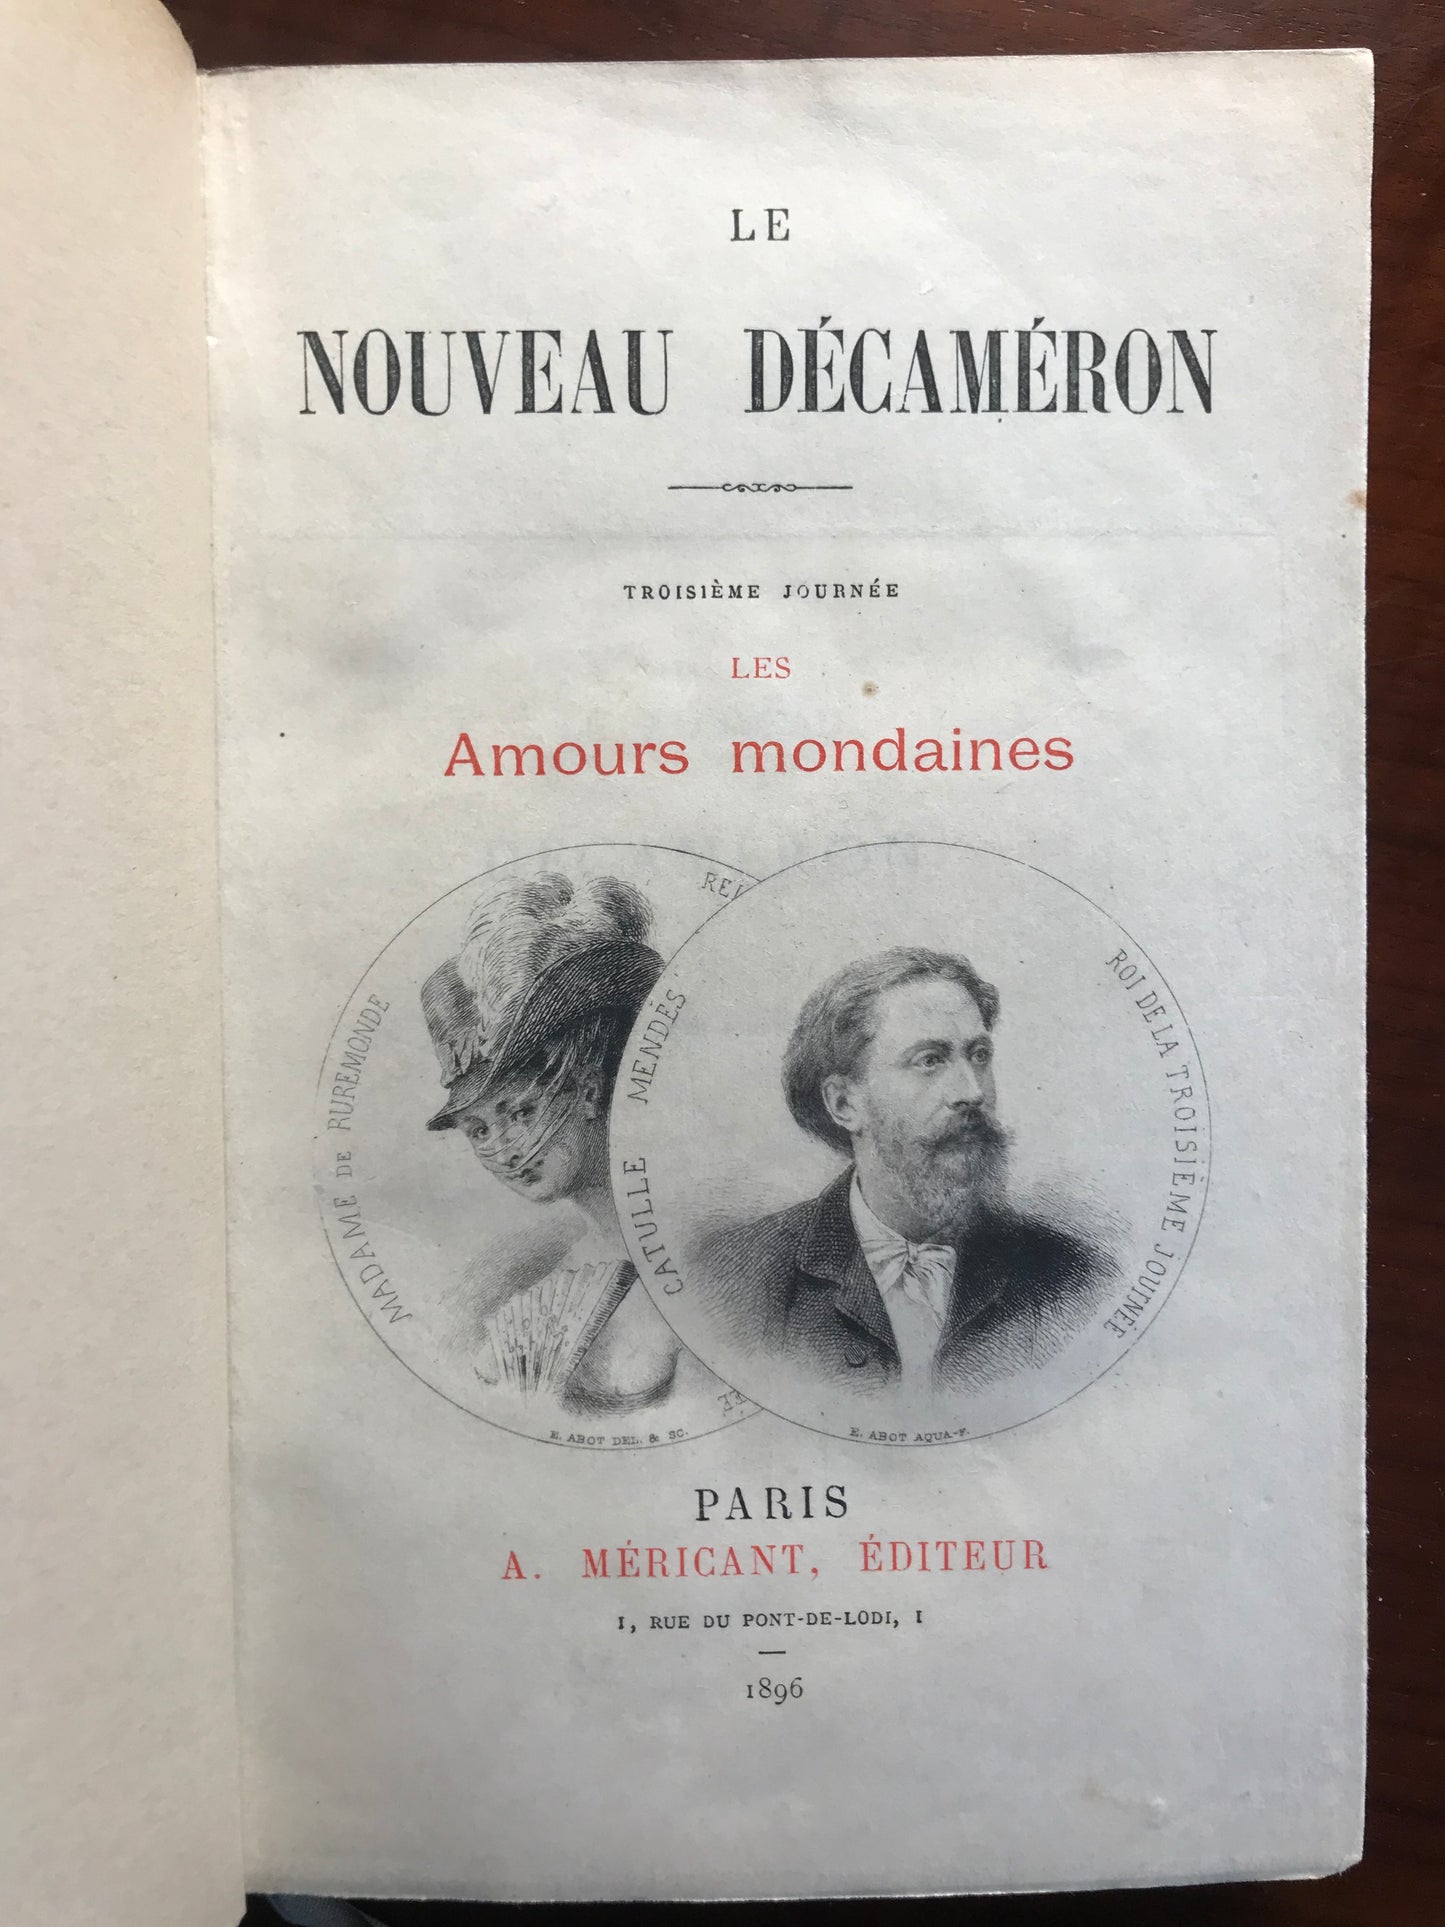 LE
NOUVEAU DÉCAMÉRON
TROISIÈME JOURNÉE
LES
Amours mondaines
MADAME DE RUREMONDE
CATULLE MENDÉS
ROI DE LA TROISIÈME JOURNÉE
E. ABOT DEL. & SC.
E. ABOT AQUA-F.
PARIS
A. MÉRICANT, ÉDITEUR
1, RUE DU PONT-DE-LODI, 1
1896